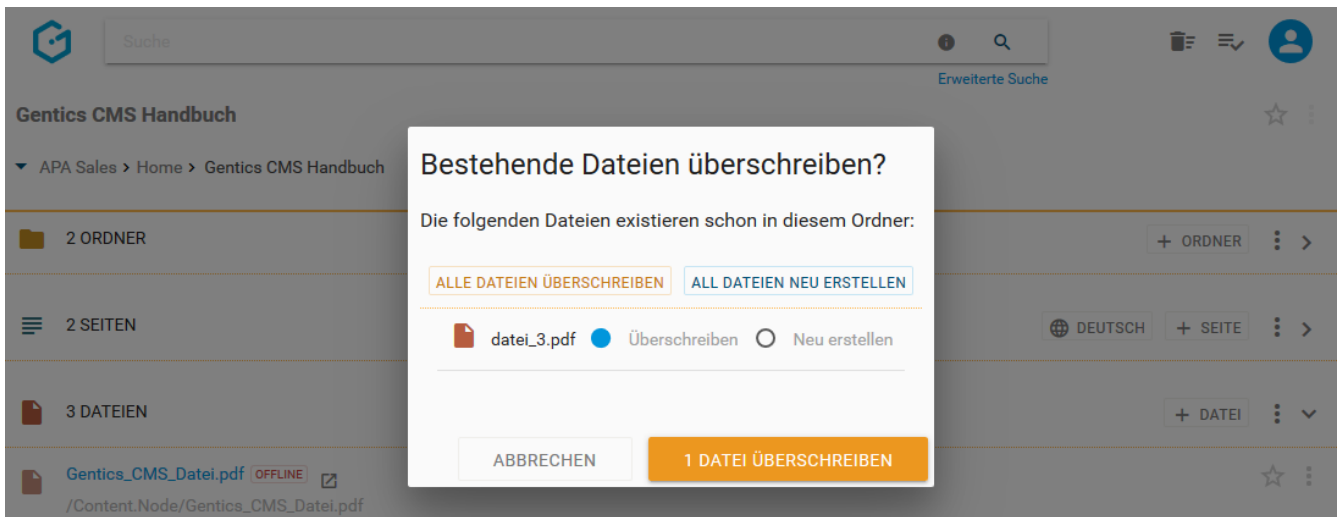 Suche
Erweiterte Suche
Gentics CMS Handbuch
APA Sales > Home > Gentics CMS Handbuch
Bestehende Dateien überschreiben?
Die folgenden Dateien existieren schon in diesem Ordner:
2 ORDNER + ORDNER
ALLE DATEIEN ÜBERSCHREIBEN ALL DATEIEN NEU ERSTELLEN
2 SEITEN DEUTSCH + SEITE
datei_3.pdf Überschreiben Neu erstellen
3 DATEIEN + DATEI
ABBRECHEN 1 DATEI ÜBERSCHREIBEN
Gentics_CMS_Datei.pdf OFFLINE
/Content.Node/Gentics_CMS_Datei.pdf